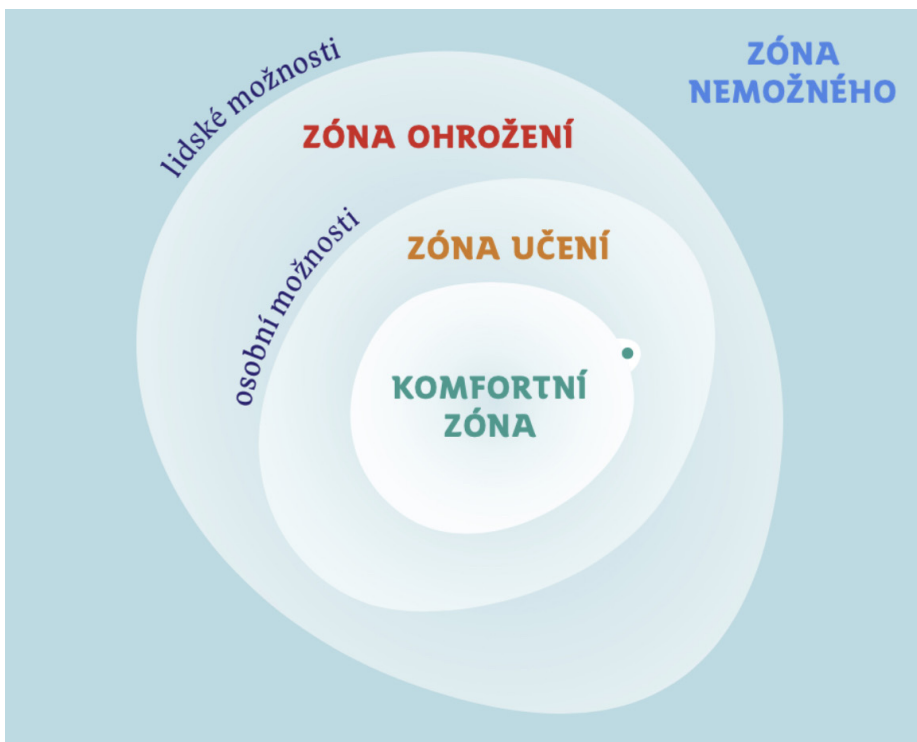 ZÓNA
NEMOŽNÉHO
lidské možnosti
ZÓNA OHROŽENÍ
osobní možnosti
ZÓNA UČENÍ
KOMFORTNÍ
ZÓNA